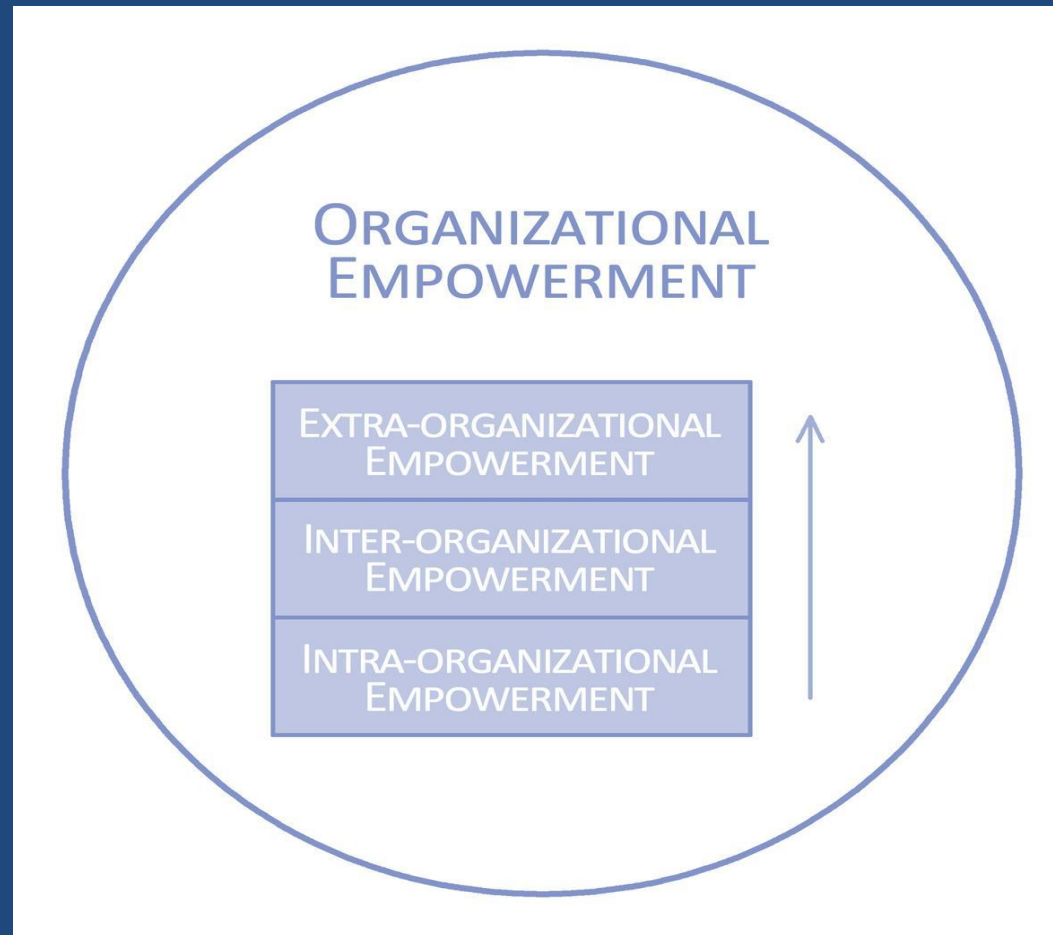 ORGANIZATIONAL
EMPOWERMENT
EXTRA-ORGANIZATIONAL
EMPOWERMENT
INTER-ORGANIZATIONAL
EMPOWERMENT
INTRA-ORGANIZATIONAL
EMPOWERMENT